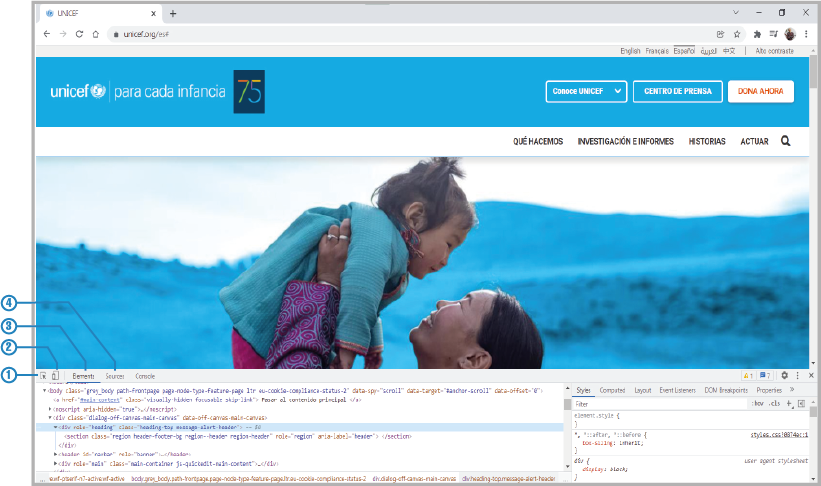 UNICEF
unicef.org/es#
English Français Español العربية 中文 | Alto contraste
unicef para cada infancia 75
Conoce UNICEF CENTRO DE PRENSA DONA AHORA
QUÉ HACEMOS INVESTIGACIÓN E INFORMES HISTORIAS ACTUAR
4
3
2
1
Elements Sources Console
1 7
<body class="grey_body path-frontpage page-node-type-feature-page ltr eu-cookie-compliance-status-2" data-spy="scroll" data-target="#anchor-scroll" data-offset="0">
<a href="#main-content" class="visually-hidden focusable skip-link"> Pasar al contenido principal </a>
<noscript aria-hidden="true">…</noscript>
<div class="dialog-off-canvas-main-canvas" data-off-canvas-main-canvas>
<div role="heading" class="heading-top message-alert-header"> == $0
<section class="region header-footer-bg region--header region-header" role="region" aria-label="header"> </section>
</div>
<header id="navbar" role="banner">…</header>
<div role="main" class="main-container js-quickedit-main-content">…</div>
body.grey_body.path-frontpage.page-node-type-feature-page.ltr.eu-cookie-compliance-status-2 div.dialog-off-canvas-main-canvas div.heading-top.message-alert-header
Styles Computed Layout Event Listeners DOM Breakpoints Properties »
Filter :hov .cls +
element.style {
}
*, *::after, *::before { styles.css
box-sizing: inherit;
}
div { user agent stylesheet
display: block;
}